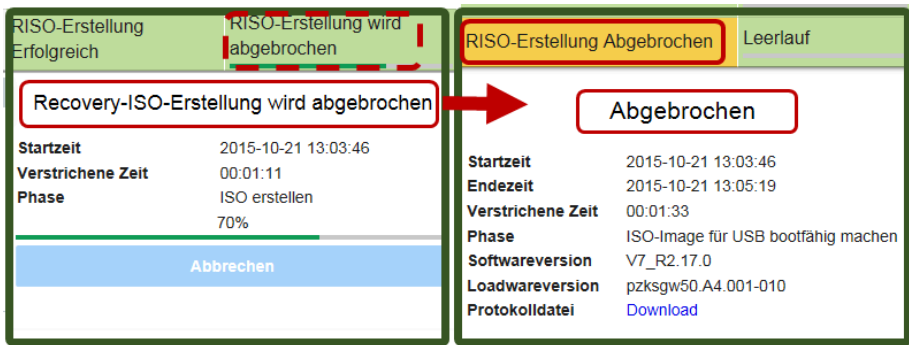 RISO-Erstellung
Erfolgreich
RISO-Erstellung wird
abgebrochen
Recovery-ISO-Erstellung wird abgebrochen
Startzeit 2015-10-21 13:03:46
Verstrichene Zeit 00:01:11
Phase ISO erstellen
70%
Abbrechen
RISO-Erstellung Abgebrochen
Leerlauf
Abgebrochen
Startzeit 2015-10-21 13:03:46
Endezeit 2015-10-21 13:05:19
Verstrichene Zeit 00:01:33
Phase ISO-Image für USB bootfähig machen
Softwareversion V7_R2.17.0
Loadwareversion pzksgw50.A4.001-010
Protokolldatei Download